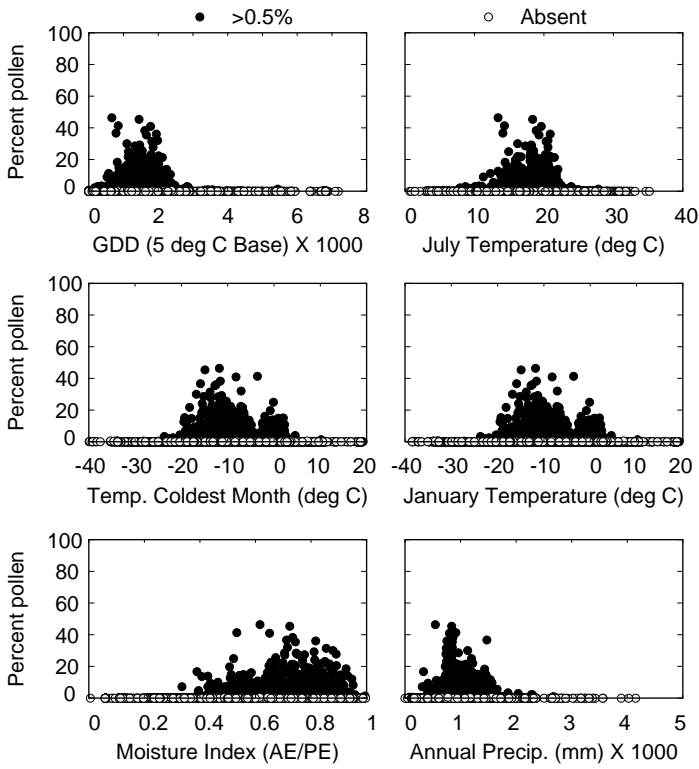 >0.5%
Absent
Percent pollen
100
80
60
40
20
0
0 2 4 6 8
GDD (5 deg C Base) X 1000
0 10 20 30 40
July Temperature (deg C)
Percent pollen
100
80
60
40
20
0
-40 -30 -20 -10 0 10 20
Temp. Coldest Month (deg C)
-40 -30 -20 -10 0 10 20
January Temperature (deg C)
Percent pollen
100
80
60
40
20
0
0 0.2 0.4 0.6 0.8 1
Moisture Index (AE/PE)
0 1 2 3 4 5
Annual Precip. (mm) X 1000